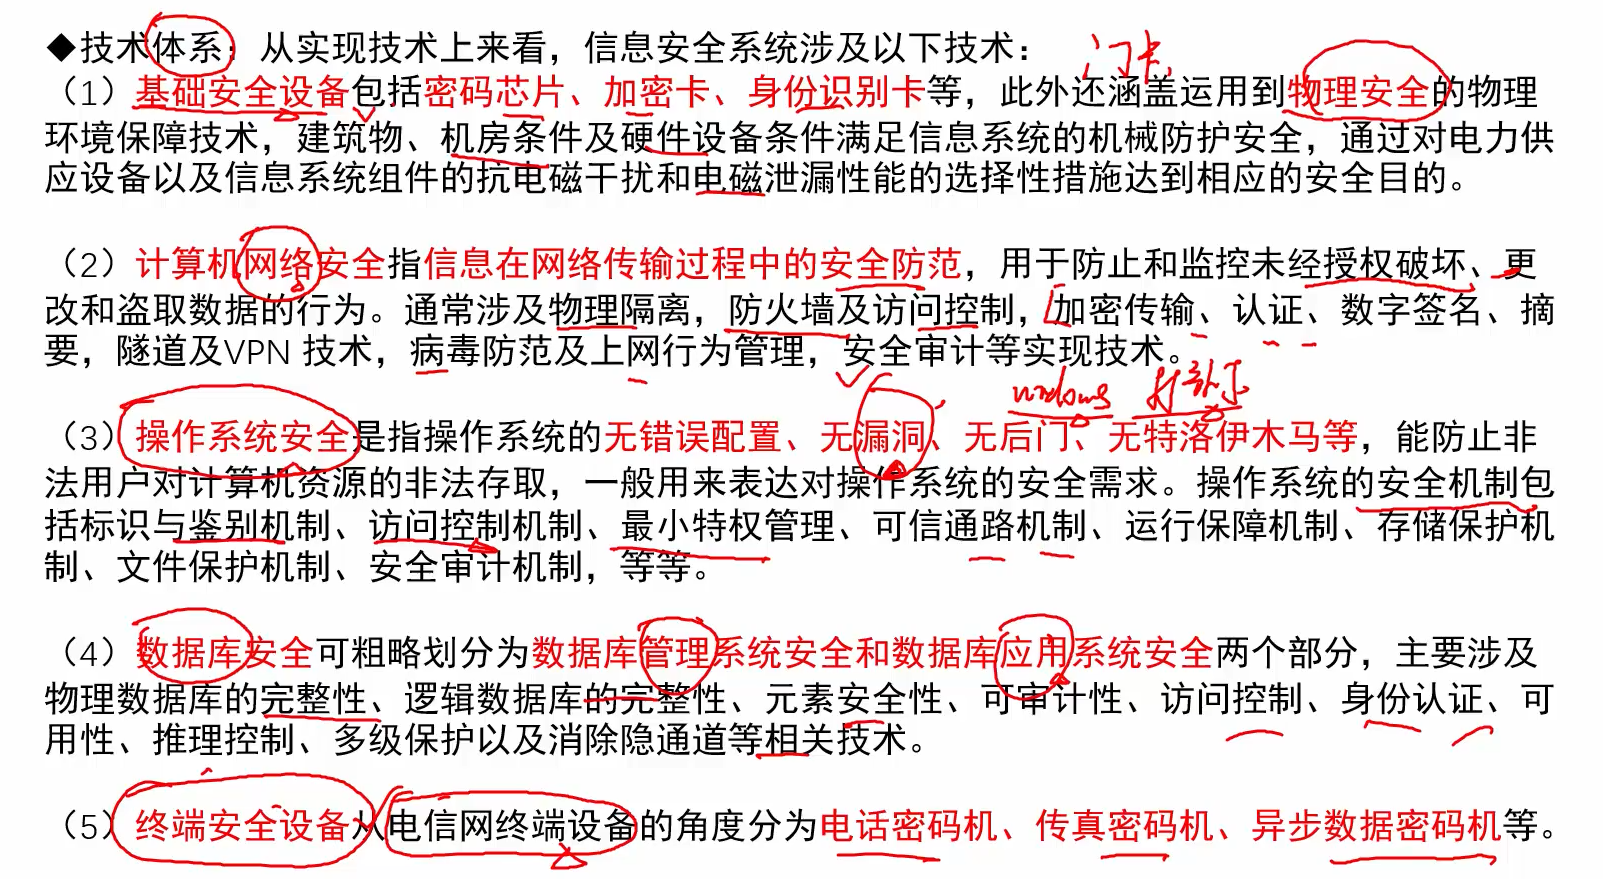 ◆技术体系：从实现技术上来看，信息安全系统涉及以下技术：
门卡
（1）基础安全设备包括密码芯片、加密卡、身份识别卡等，此外还涵盖运用到物理安全的物理
环境保障技术，建筑物、机房条件及硬件设备条件满足信息系统的机械防护安全，通过对电力供
应设备以及信息系统组件的抗电磁干扰和电磁泄漏性能的选择性措施达到相应的安全目的。
（2）计算机网络安全指信息在网络传输过程中的安全防范，用于防止和监控未经授权破坏、更
改和盗取数据的行为。通常涉及物理隔离，防火墙及访问控制，加密传输、认证、数字签名、摘
要，隧道及VPN 技术，病毒防范及上网行为管理，安全审计等实现技术。
windows 打补丁
（3）操作系统安全是指操作系统的无错误配置、无漏洞、无后门、无特洛伊木马等，能防止非
法用户对计算机资源的非法存取，一般用来表达对操作系统的安全需求。操作系统的安全机制包
括标识与鉴别机制、访问控制机制、最小特权管理、可信通路机制、运行保障机制、存储保护机
制、文件保护机制、安全审计机制，等等。
（4）数据库安全可粗略划分为数据库管理系统安全和数据库应用系统安全两个部分，主要涉及
物理数据库的完整性、逻辑数据库的完整性、元素安全性、可审计性、访问控制、身份认证、可
用性、推理控制、多级保护以及消除隐通道等相关技术。
（5）终端安全设备从电信网终端设备的角度分为电话密码机、传真密码机、异步数据密码机等。